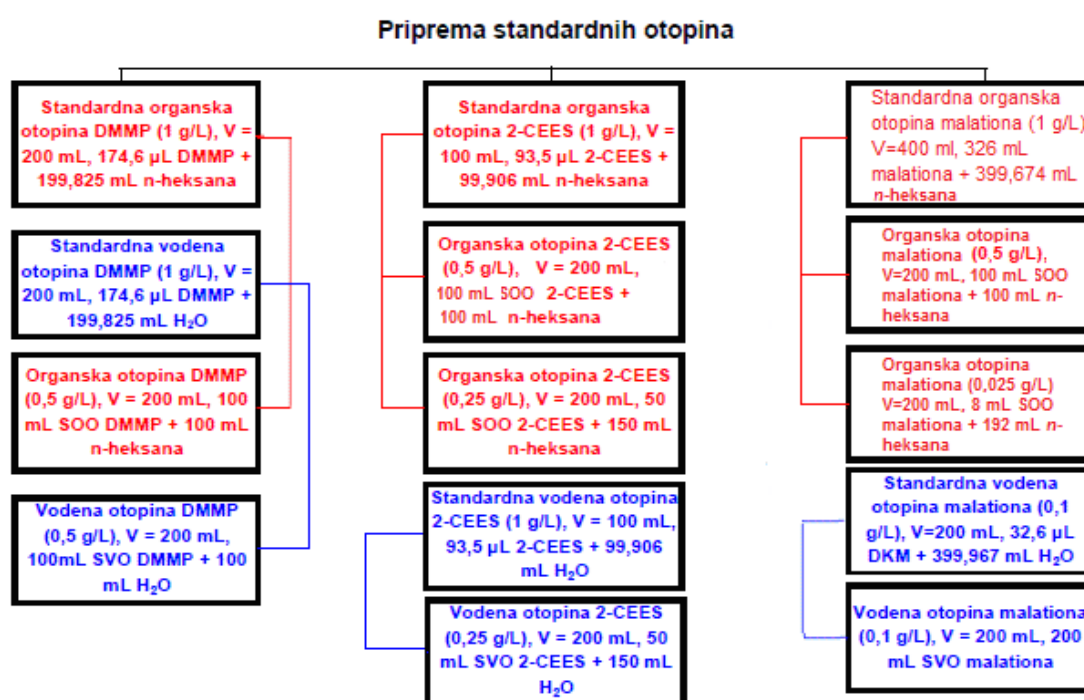 Priprema standardnih otopina
Standardna organska
otopina DMMP (1 g/L), V =
200 mL, 174,6 µL DMMP +
199,825 mL n-heksana
Standardna vodena
otopina DMMP (1 g/L), V =
200 mL, 174,6 µL DMMP +
199,825 mL H₂O
Organska otopina DMMP
(0,5 g/L), V = 200 mL, 100
mL SOO DMMP + 100 mL
n-heksana
Vodena otopina DMMP
(0,5 g/L), V = 200 mL,
100mL SVO DMMP + 100
mL H₂O
Standardna organska
otopina 2-CEES (1 g/L), V =
100 mL, 93,5 µL 2-CEES +
99,906 mL n-heksana
Organska otopina 2-CEES
(0,5 g/L), V = 200 mL,
100 mL SOO 2-CEES +
100 mL n-heksana
Organska otopina 2-CEES
(0,25 g/L), V = 200 mL, 50
mL SOO 2-CEES + 150 mL
n-heksana
Standardna vodena otopina
2-CEES (1 g/L), V = 100 mL,
93,5 µL 2-CEES + 99,906
mL H₂O
Vodena otopina 2-CEES
(0,25 g/L), V = 200 mL, 50
mL SVO 2-CEES + 150 mL
H₂O
Standardna organska
otopina malationa (1 g/L)
V=400 ml, 326 mL
malationa + 399,674 mL
n-heksana
Organska otopina
malationa (0,5 g/L),
V=200 mL, 100 mL SOO
malationa + 100 mL n-
heksana
Organska otopina
malationa (0,025 g/L)
V=200 mL, 8 mL SOO
malationa + 192 mL n-
heksana
Standardna vodena
otopina malationa (0,1
g/L), V=200 mL, 32,6 µL
DKM + 399,967 mL H₂O
Vodena otopina malationa
(0,1 g/L), V = 200 mL, 200
mL SVO malationa